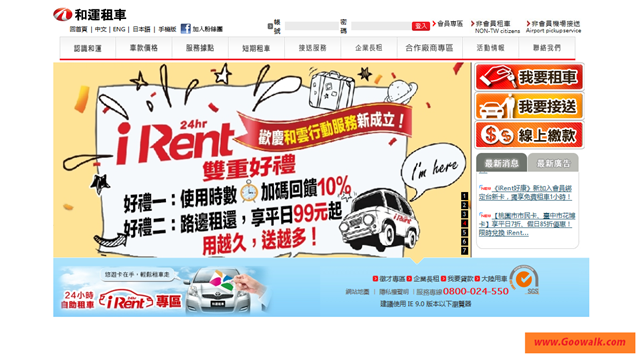 和運租車
回首頁 | 中文 | ENG | 日本語 | 手機版 加入粉絲團
帳號 密碼 登入 會員專區 非會員租車 NON-TW citizens 非會員機場接送 Airport pickupservice
認識和運 車款價格 服務據點 短期租車 接送服務 企業長租 合作廠商專區 活動情報 聯絡我們
24hr
iRent
歡慶和雲行動服務新成立！
雙重好禮
好禮一：使用時數 加碼回饋10%
好禮二：路邊租還，享平日99元起
用越久，送越多！
I'm here
iRent
1
2
3
4
5
6
7
我要租車
我要接送
線上繳款
最新消息 最新廣告
NEW 《iRent好康》新加入會員綁
定台新卡，獨享免費租車1小時！
NEW 【桃園市市民卡、臺中市花博
卡】享平日7折、假日85折優惠！
限時兌換 iRent...
悠遊卡在手，輕鬆租車走
24小時
自助租車 iRent 專區
徵才專區 企業長租 我要貸款 大陸用車
網站地圖 | 隱私權聲明 | 服務專線 0800-024-550
建議使用 IE 9.0 版本以下瀏覽器
SGS
www.Goowalk.com